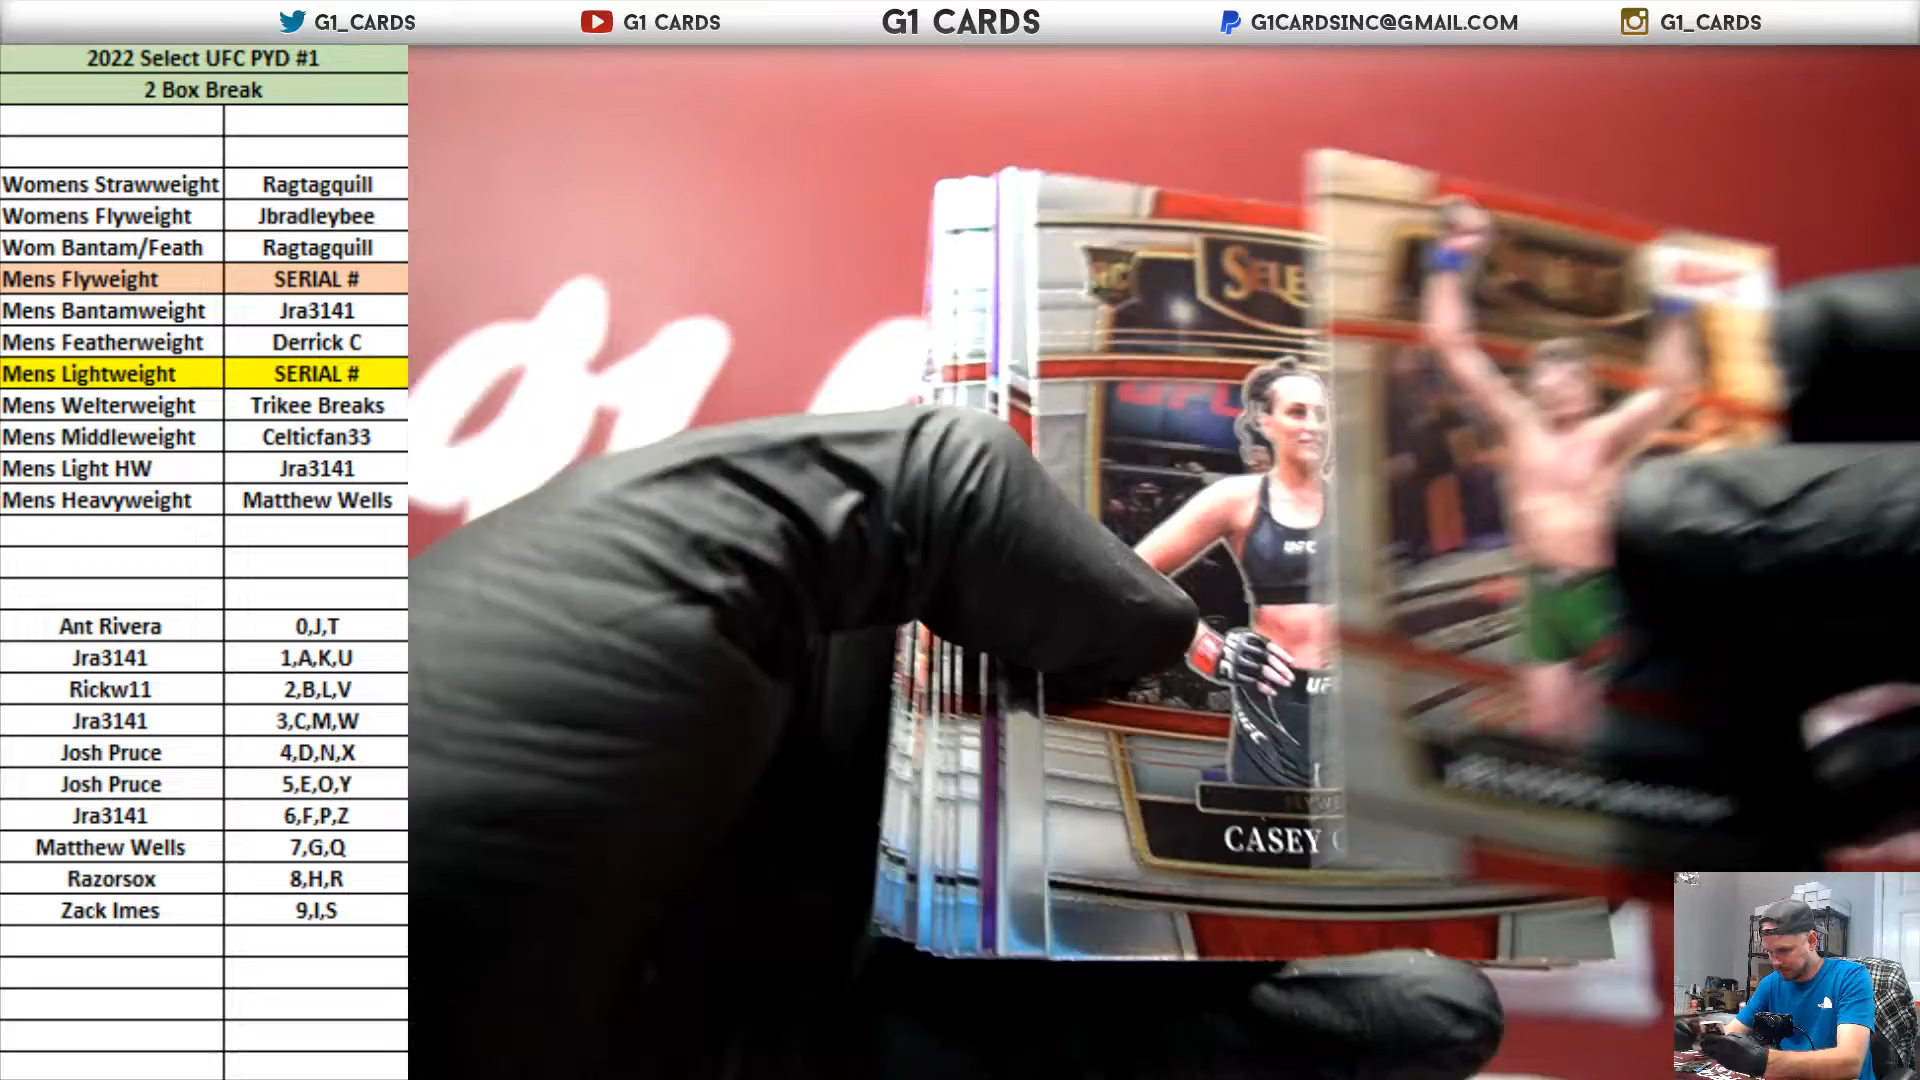 G1_CARDS G1 CARDS G1 CARDS G1CARDSINC@GMAIL.COM G1_CARDS
2022 Select UFC PYD #1
2 Box Break
Womens Strawweight Ragtagquill
Womens Flyweight Jbradleybee
Wom Bantam/Feath Ragtagquill
Mens Flyweight SERIAL #
Mens Bantamweight Jra3141
Mens Featherweight Derrick C
Mens Lightweight SERIAL #
Mens Welterweight Trikee Breaks
Mens Middleweight Celticfan33
Mens Light HW Jra3141
Mens Heavyweight Matthew Wells
Ant Rivera 0,J,T
Jra3141 1,A,K,U
Rickw11 2,B,L,V
Jra3141 3,C,M,W
Josh Pruce 4,D,N,X
Josh Pruce 5,E,O,Y
Jra3141 6,F,P,Z
Matthew Wells 7,G,Q
Razorsox 8,H,R
Zack Imes 9,I,S
RC
SELE
UFC
UFC
CASEY